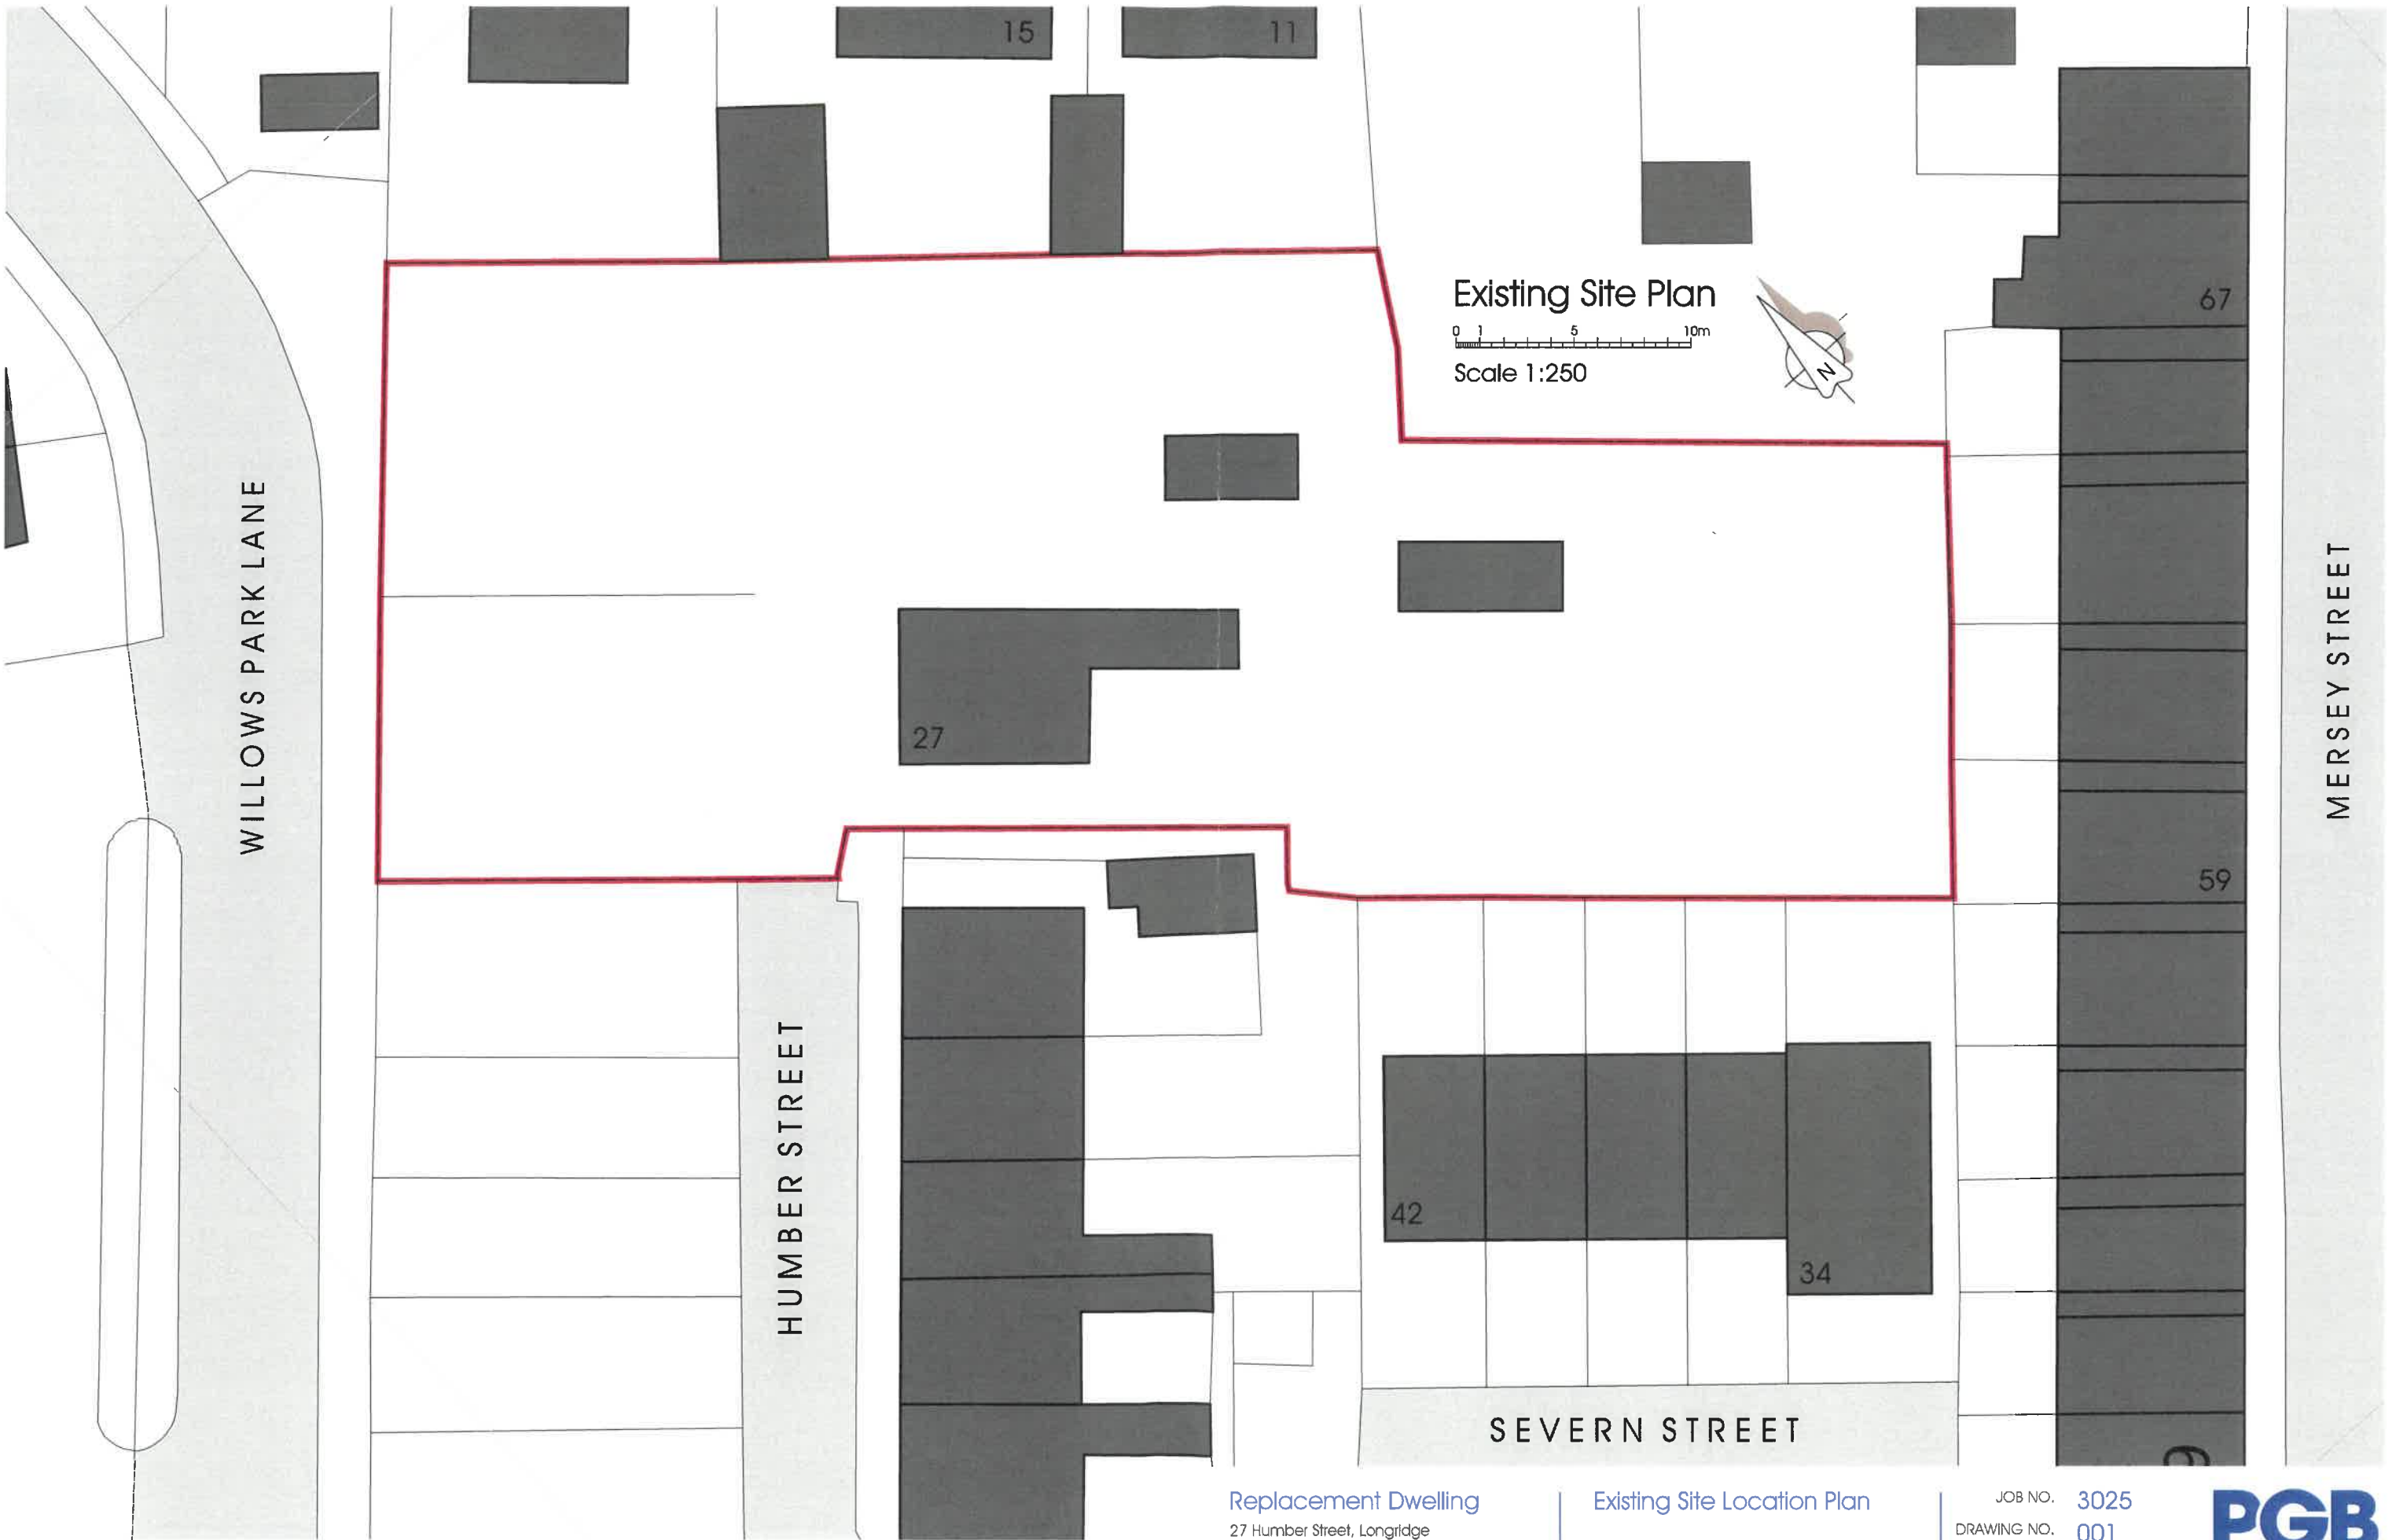 15
11
Existing Site Plan
0 1 5 10m
Scale 1:250
N
67
WILLOWS PARK LANE
MERSEY STREET
27
59
HUMBER STREET
42
34
SEVERN STREET
Replacement Dwelling
27 Humber Street, Longridge
Existing Site Location Plan
JOB NO. 3025
DRAWING NO. 001
PGB